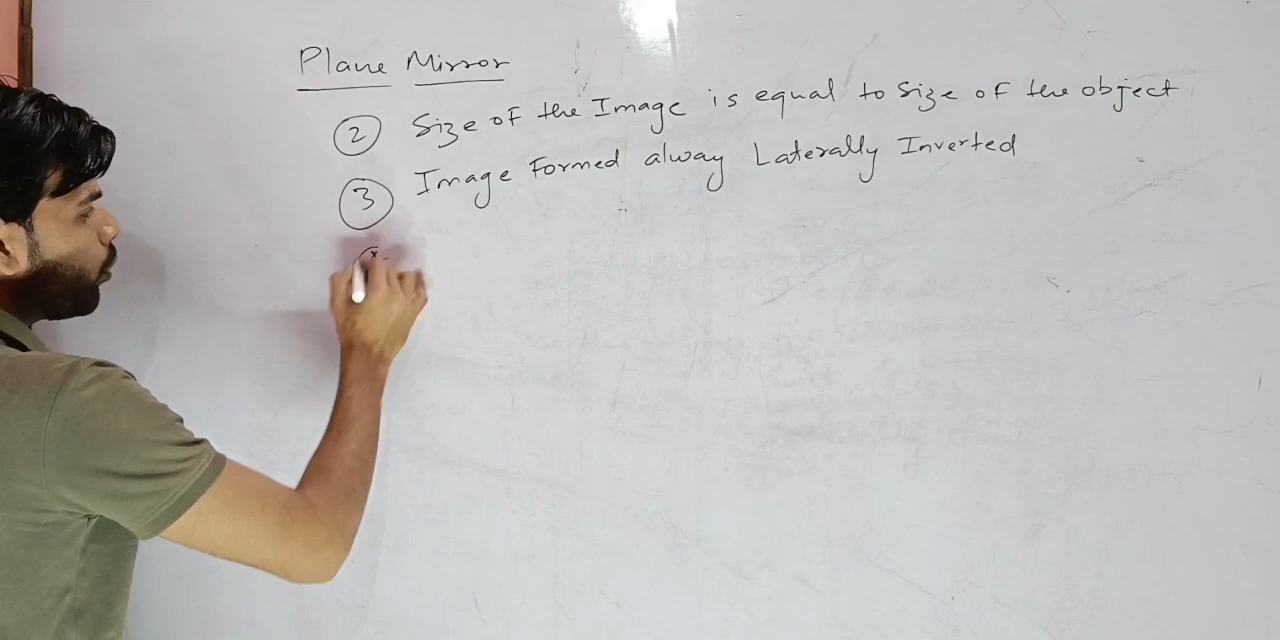 Plane Mirror
2 Size of the Image is equal to Size of the object
3 Image Formed alway Laterally Inverted